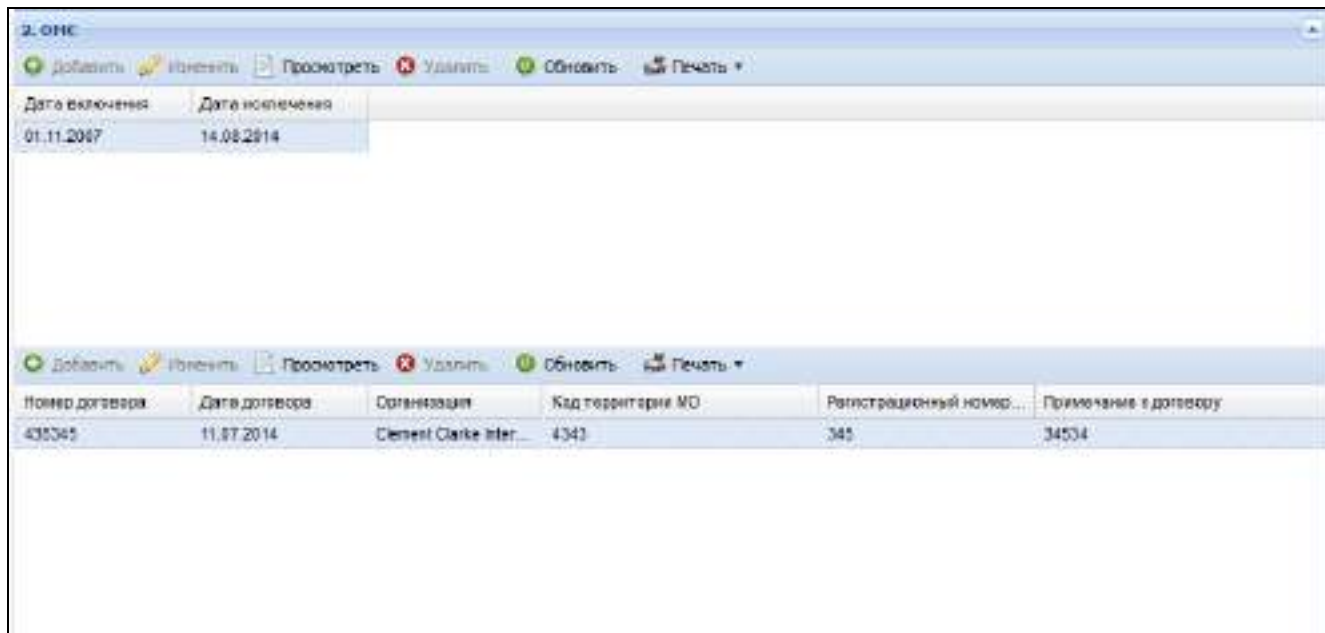 2. ОМС
Добавить Изменить Просмотреть Удалить Обновить Печать
Дата включения Дата исключения
01.11.2007 14.08.2014
Добавить Изменить Просмотреть Удалить Обновить Печать
Номер договора Дата договора Организация Код территории МО Регистрационный номер... Примечание к договору
435345 11.07.2014 Clement Clarke Inter... 4343 345 34534